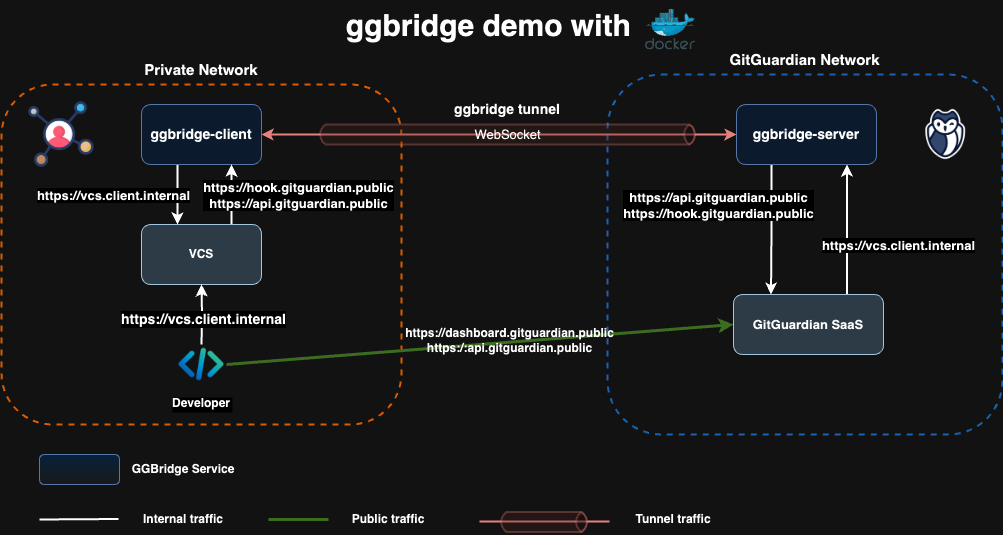 ggbridge demo with
docker
Private Network
GitGuardian Network
ggbridge-client
ggbridge tunnel
WebSocket
ggbridge-server
https://vcs.client.internal
https://hook.gitguardian.public
https://api.gitguardian.public
https://api.gitguardian.public
https://hook.gitguardian.public
https://vcs.client.internal
VCS
https://vcs.client.internal
https://dashboard.gitguardian.public
https:/:api.gitguardian.public
GitGuardian SaaS
Developer
GGBridge Service
Internal traffic
Public traffic
Tunnel traffic